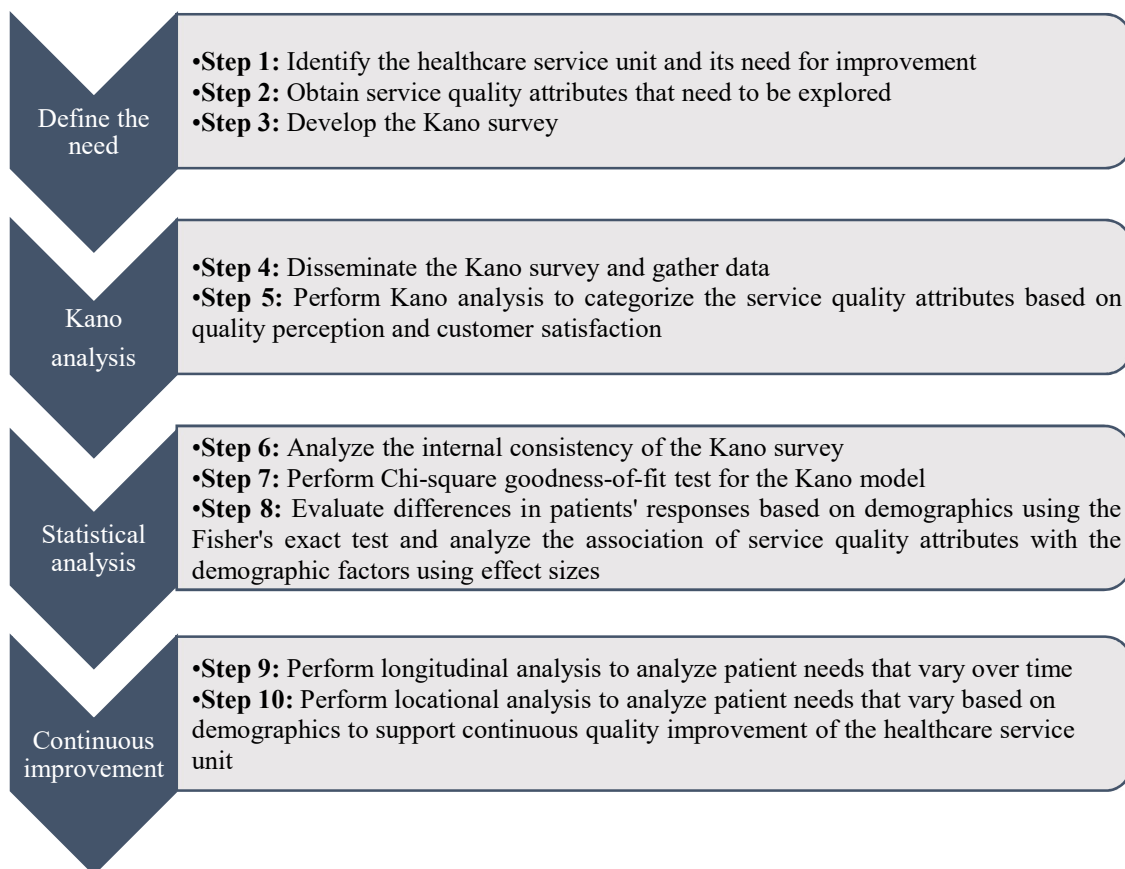 Define the
need
•Step 1: Identify the healthcare service unit and its need for improvement
•Step 2: Obtain service quality attributes that need to be explored
•Step 3: Develop the Kano survey
Kano
analysis
•Step 4: Disseminate the Kano survey and gather data
•Step 5: Perform Kano analysis to categorize the service quality attributes based on
quality perception and customer satisfaction
Statistical
analysis
•Step 6: Analyze the internal consistency of the Kano survey
•Step 7: Perform Chi-square goodness-of-fit test for the Kano model
•Step 8: Evaluate differences in patients' responses based on demographics using the
Fisher's exact test and analyze the association of service quality attributes with the
demographic factors using effect sizes
Continuous
improvement
•Step 9: Perform longitudinal analysis to analyze patient needs that vary over time
•Step 10: Perform locational analysis to analyze patient needs that vary based on
demographics to support continuous quality improvement of the healthcare service
unit